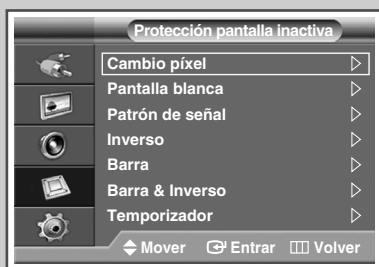 Protección pantalla inactiva
Cambio píxel
Pantalla blanca
Patrón de señal
Inverso
Barra
Barra & Inverso
Temporizador
Mover Entrar Volver